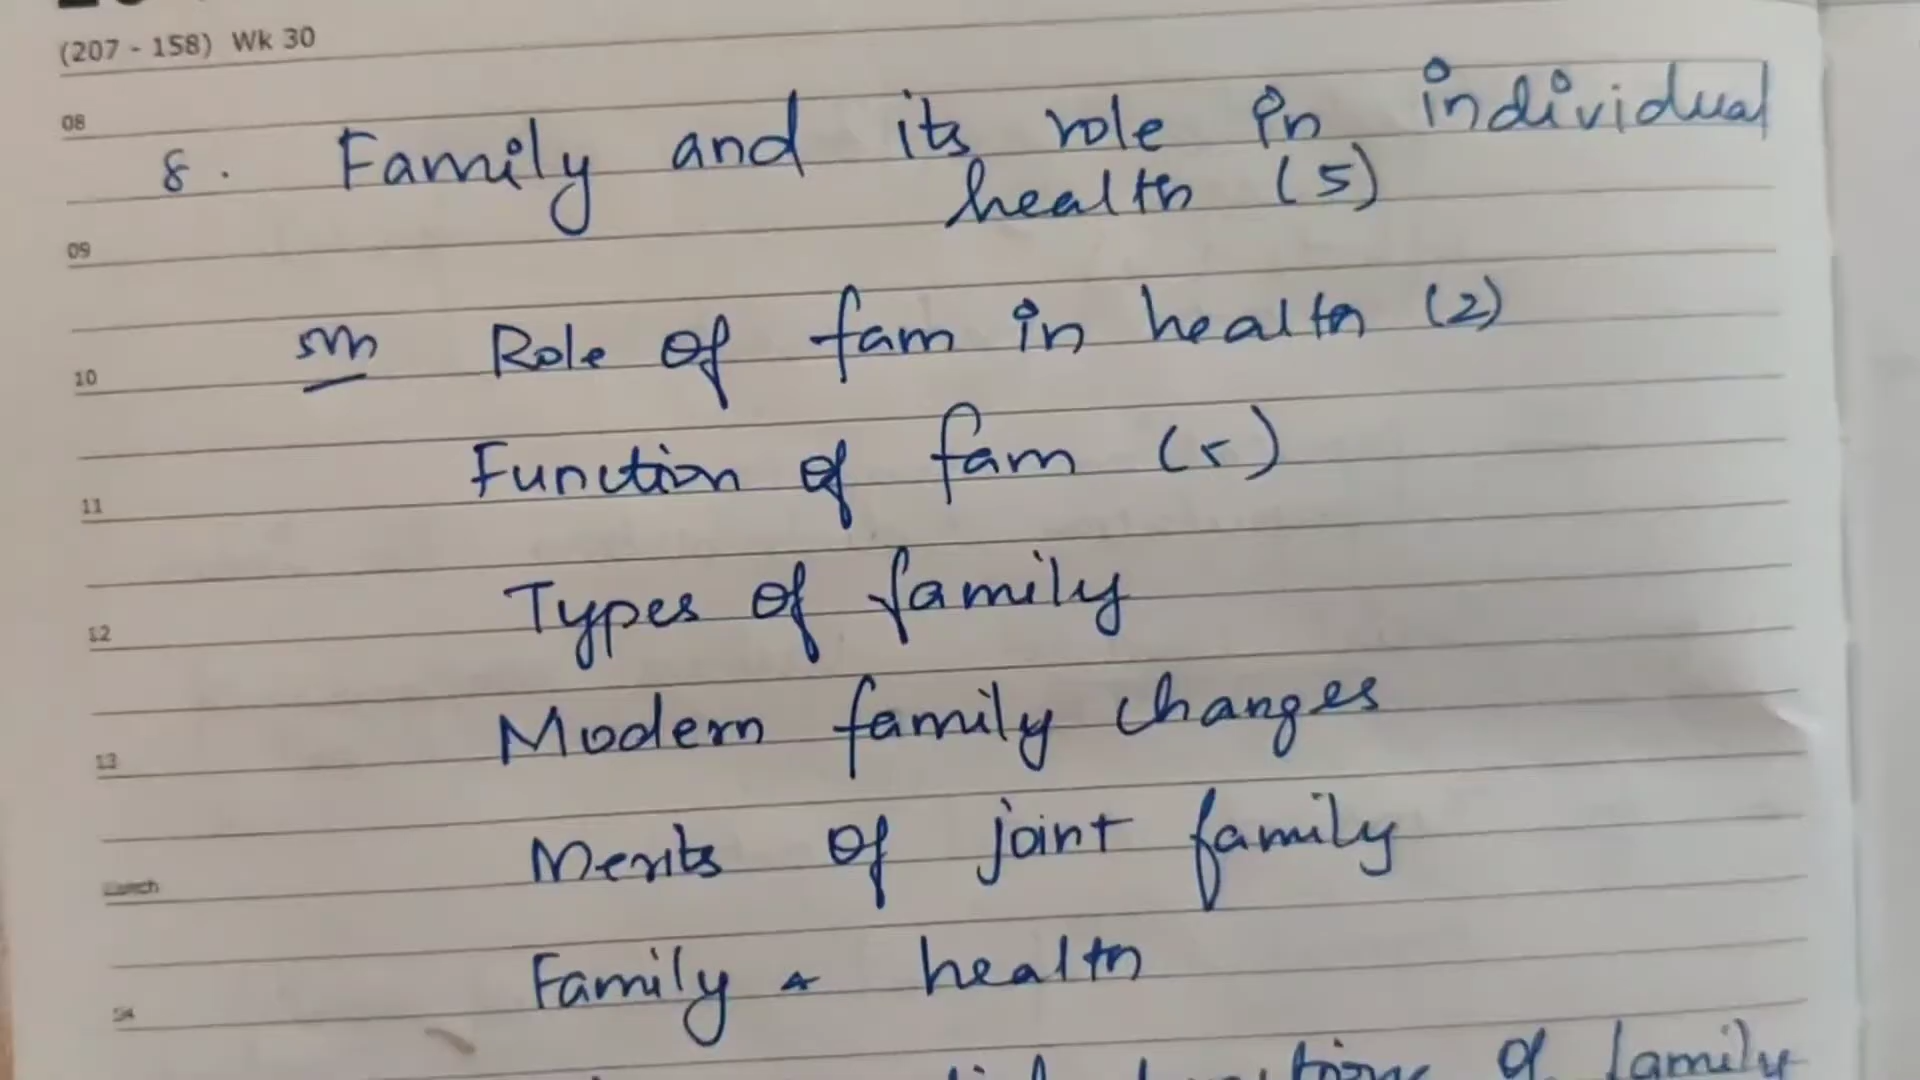 (207 - 158) Wk 30
08
8. Family and its role in individual
health (5)
09
Role of fam in health (2)
10
Function of fam (5)
11
Types of family
12
Modern family changes
13
Merits of joint family
Lunch
Family & health
14
of family